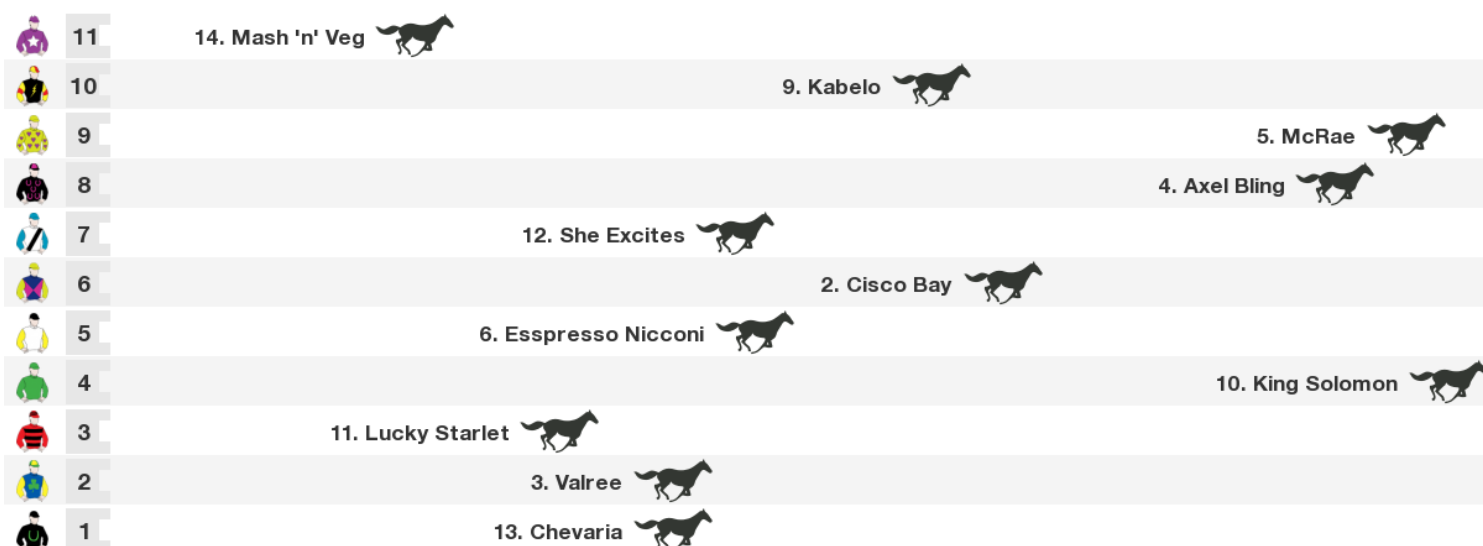 11 14. Mash 'n' Veg
10 9. Kabelo
9 5. McRae
8 4. Axel Bling
7 12. She Excites
6 2. Cisco Bay
5 6. Esspresso Nicconi
4 10. King Solomon
3 11. Lucky Starlet
2 3. Valree
1 13. Chevaria